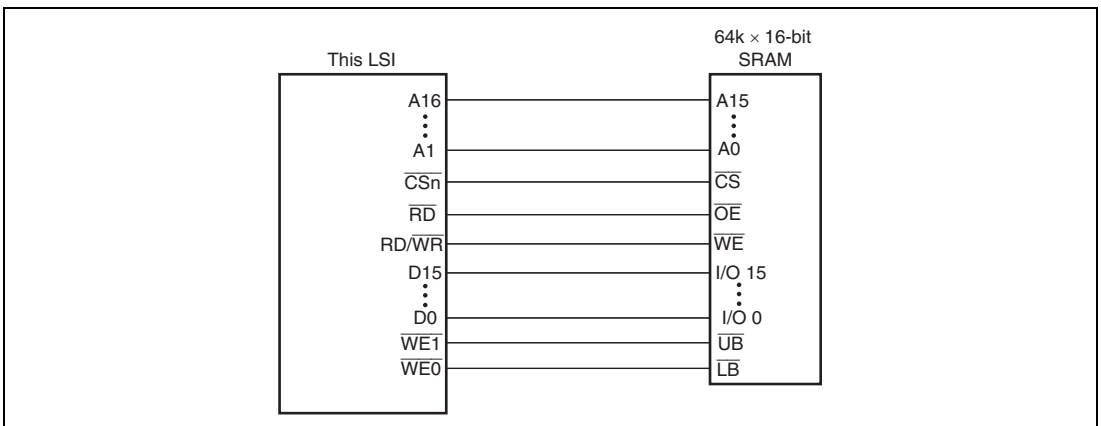 64k × 16-bit
This LSI SRAM
A16 A15
A1 A0
CSn CS
RD OE
RD/WR WE
D15 I/O 15
D0 I/O 0
WE1 UB
WE0 LB